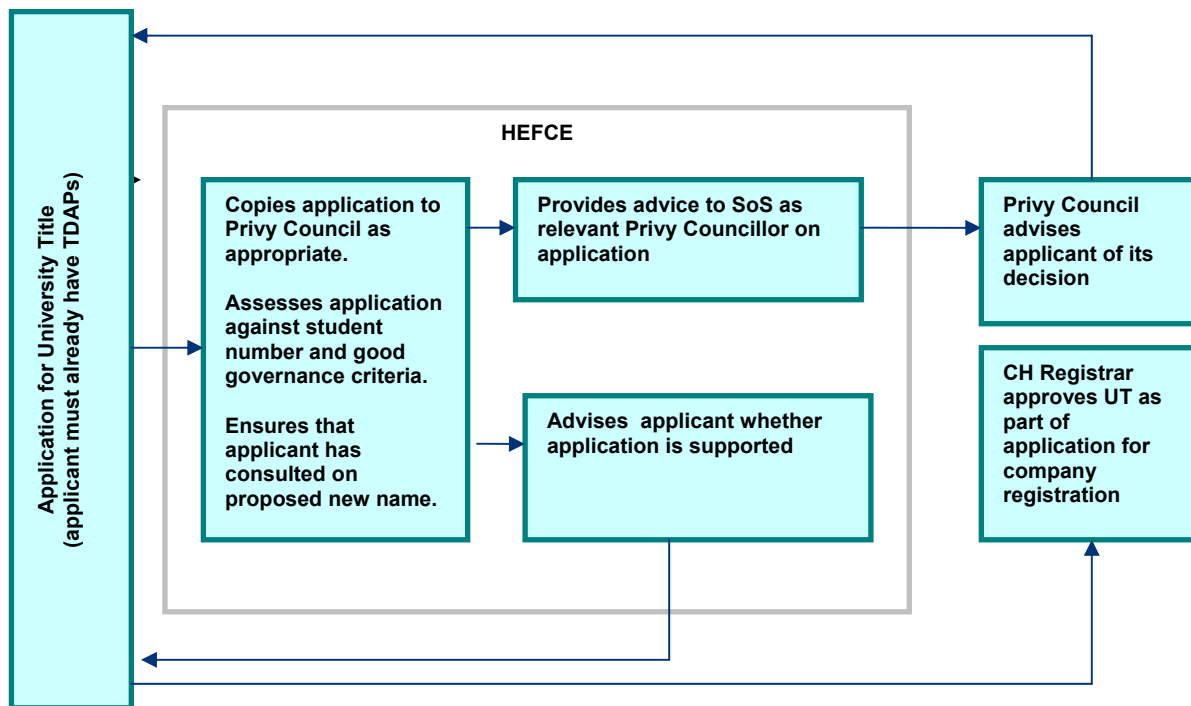 Application for University Title
(applicant must already have TDAPs)
HEFCE
Copies application to
Privy Council as
appropriate.
Assesses application
against student
number and good
governance criteria.
Ensures that
applicant has
consulted on
proposed new name.
Provides advice to SoS as
relevant Privy Councillor on
application
Advises applicant whether
application is supported
Privy Council
advises
applicant of its
decision
CH Registrar
approves UT as
part of
application for
company
registration